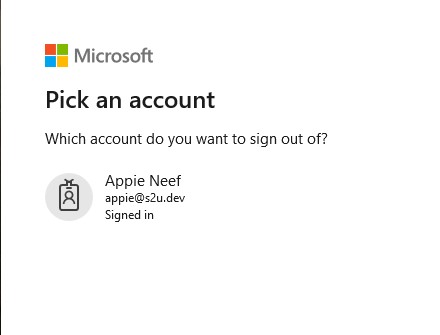 Microsoft
Pick an account
Which account do you want to sign out of?
Appie Neef
appie@s2u.dev
Signed in